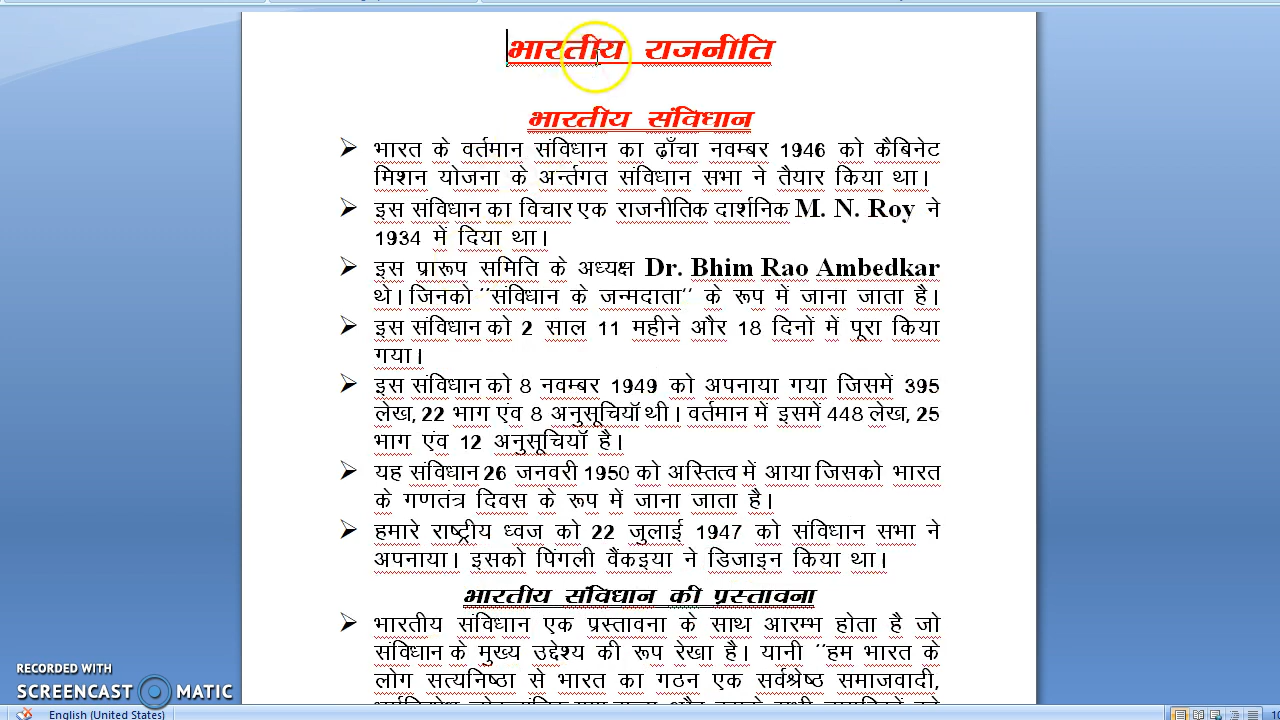 भारतीय राजनीति
भारतीय संविधान
भारत के वर्तमान संविधान का ढ़ाँचा नवम्बर 1946 को कैबिनेट
मिशन योजना के अर्न्तगत संविधान सभा ने तैयार किया था।
इस संविधान का विचार एक राजनीतिक दार्शनिक M. N. Roy ने
1934 में दिया था।
इस प्रारूप समिति के अध्यक्ष Dr. Bhim Rao Ambedkar
थे। जिनको ''संविधान के जन्मदाता'' के रूप में जाना जाता है।
इस संविधान को 2 साल 11 महीने और 18 दिनों में पूरा किया
गया।
इस संविधान को 8 नवम्बर 1949 को अपनाया गया जिसमें 395
लेख, 22 भाग एंव 8 अनुसूचियॉ थी। वर्तमान में इसमें 448 लेख, 25
भाग एंव 12 अनुसूचियॉ है।
यह संविधान 26 जनवरी 1950 को अस्तित्व में आया जिसको भारत
के गणतंत्र दिवस के रूप में जाना जाता है।
हमारे राष्ट्रीय ध्वज को 22 जुलाई 1947 को संविधान सभा ने
अपनाया। इसको पिंगली वैंकइया ने डिजाइन किया था।
भारतीय संविधान की प्रस्तावना
भारतीय संविधान एक प्रस्तावना के साथ आरम्भ होता है जो
संविधान के मुख्य उद्देश्य की रूप रेखा है। यानी ''हम भारत के
लोग सत्यनिष्ठा से भारत का गठन एक सर्वश्रेष्ठ समाजवादी,
RECORDED WITH
SCREENCAST MATIC
English (United States)